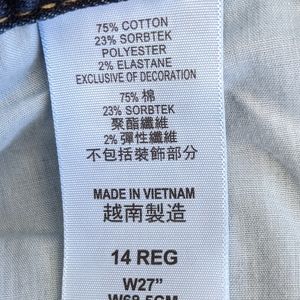 75% COTTON
23% SORBTEK
POLYESTER
2% ELASTANE
EXCLUSIVE OF DECORATION
75% 棉
23% SORBTEK
聚酯纖維
2% 彈性纖維
不包括裝飾部分
MADE IN VIETNAM
越南製造
14 REG
W27”
W68.5CM